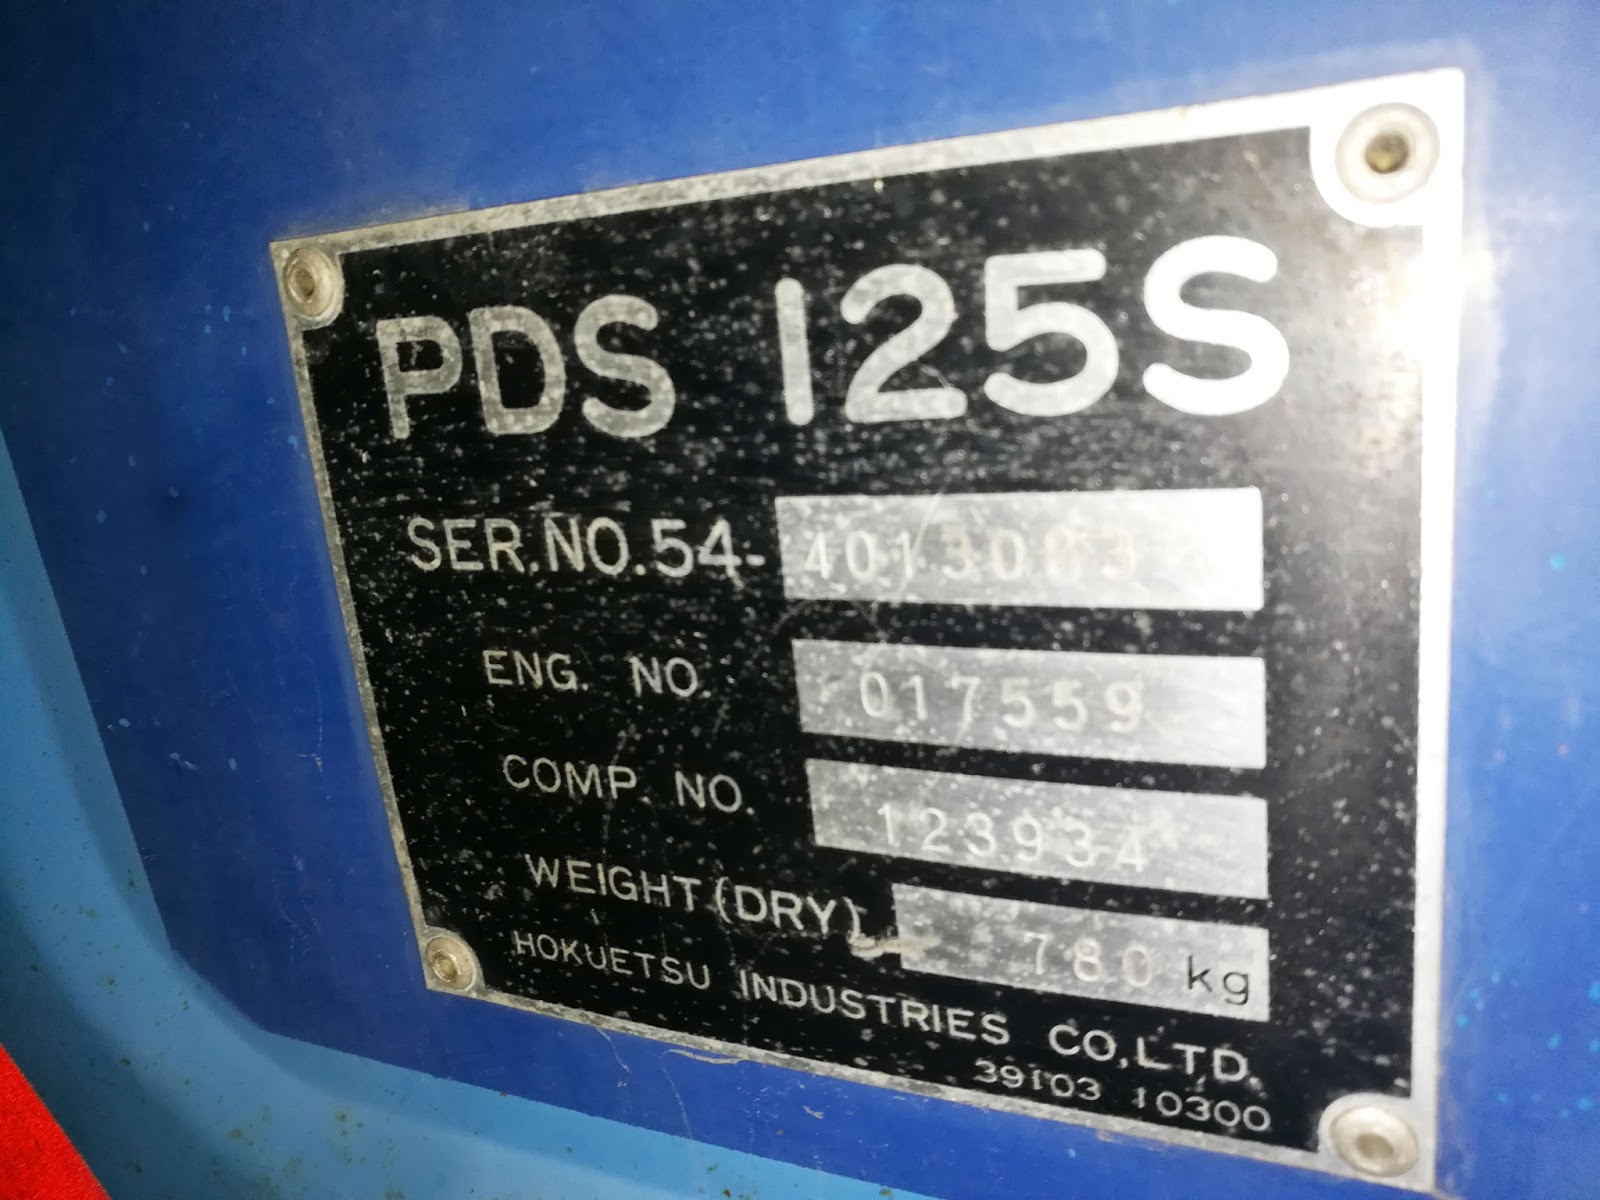 PDS 125S
SER.NO.54-4013083
ENG. NO. 017559
COMP. NO. 123934
WEIGHT(DRY) 780 kg
HOKUETSU INDUSTRIES CO,.LTD.
39103 10300